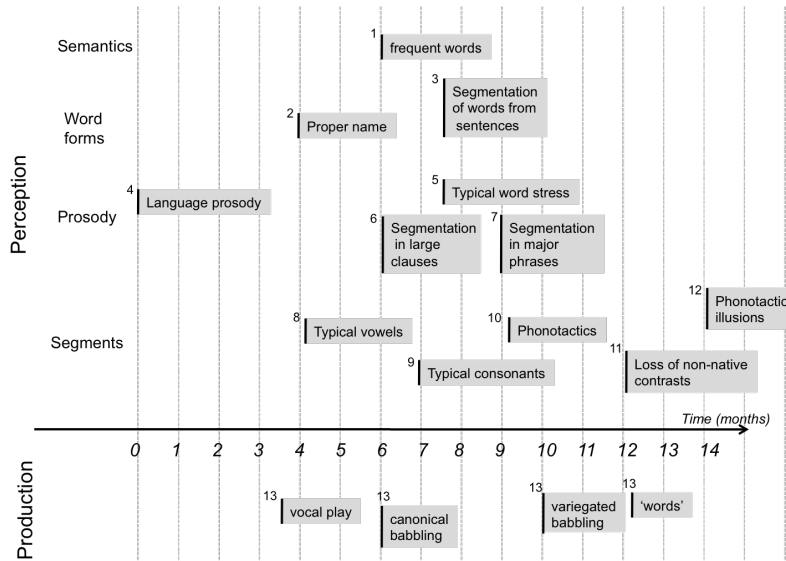 Perception
Semantics
1
frequent words
Word
forms
2
Proper name
3
Segmentation
of words from
sentences
Prosody
4
Language prosody
5
Typical word stress
6
Segmentation
in large
clauses
7
Segmentation
in major
phrases
Segments
8
Typical vowels
9
Typical consonants
10
Phonotactics
11
Loss of non-native
contrasts
12
Phonotactic
illusions
Time (months)
0 1 2 3 4 5 6 7 8 9 10 11 12 13 14
Production
13
vocal play
13
canonical
babbling
13
variegated
babbling
13
‘words’